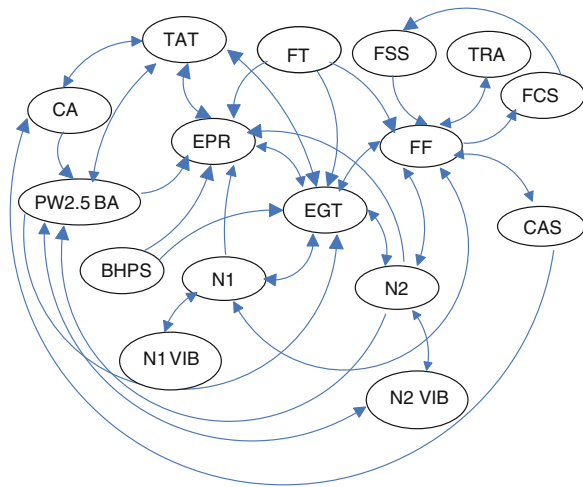 TAT
FT
FSS
TRA
FCS
CA
EPR
FF
PW2.5 BA
EGT
CAS
BHPS
N1
N2
N1 VIB
N2 VIB